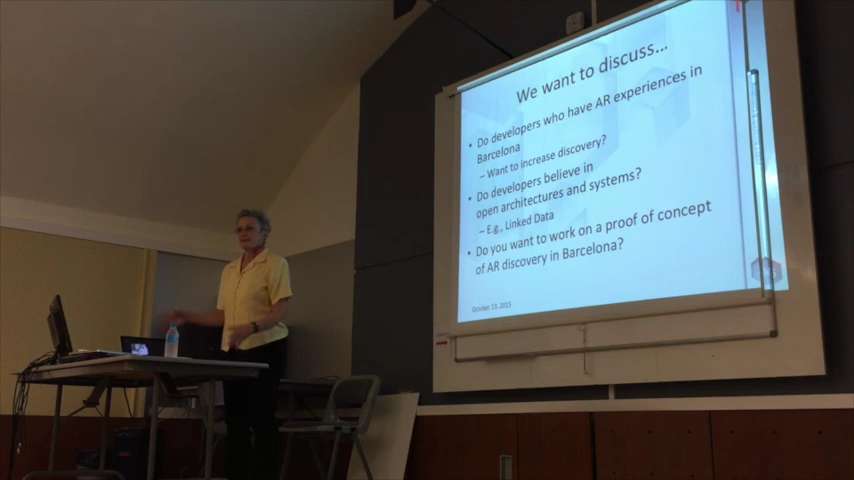 We want to discuss...
• Do developers who have AR experiences in
Barcelona
– Want to increase discovery?
• Do developers believe in
open architectures and systems?
– E.g., Linked Data
• Do you want to work on a proof of concept
of AR discovery in Barcelona?
October 13, 2015